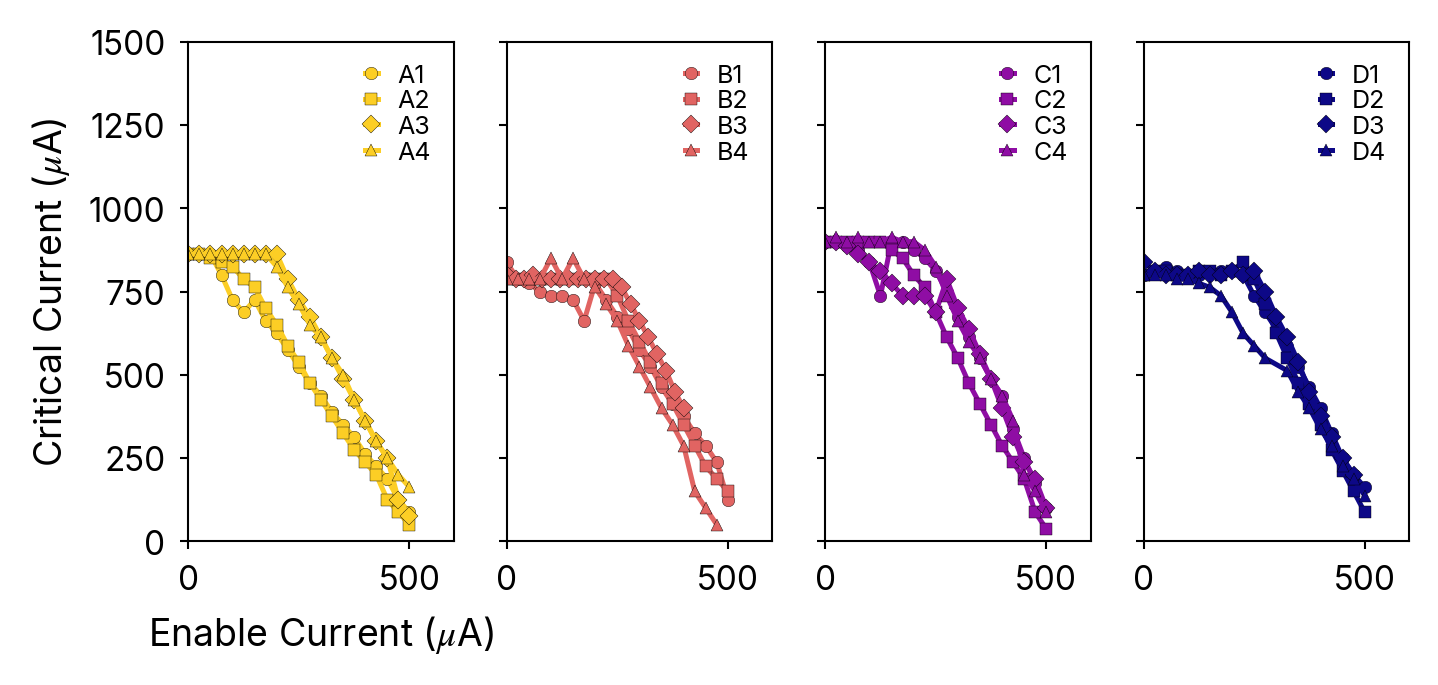 Critical Current (μA)
1500
1250
1000
750
500
250
0
A1
A2
A3
A4
B1
B2
B3
B4
C1
C2
C3
C4
D1
D2
D3
D4
0 500 0 500 0 500 0 500
Enable Current (μA)